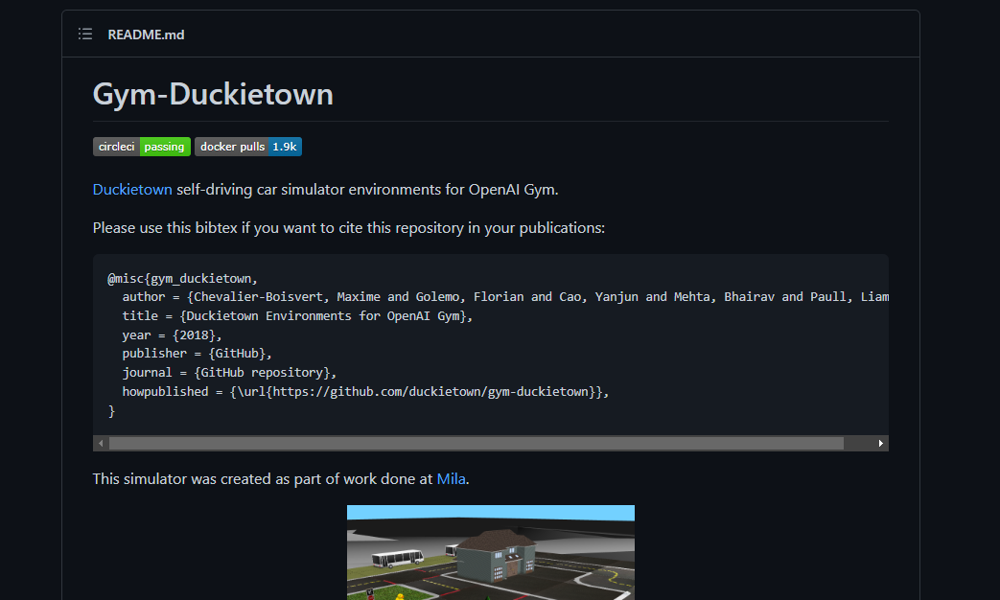 README.md
Gym-Duckietown
circleci passing docker pulls 1.9k
Duckietown self-driving car simulator environments for OpenAI Gym.
Please use this bibtex if you want to cite this repository in your publications:
@misc{gym_duckietown,
  author = {Chevalier-Boisvert, Maxime and Golemo, Florian and Cao, Yanjun and Mehta, Bhairav and Paull, Liam
  title = {Duckietown Environments for OpenAI Gym},
  year = {2018},
  publisher = {GitHub},
  journal = {GitHub repository},
  howpublished = {\url{https://github.com/duckietown/gym-duckietown}},
}
This simulator was created as part of work done at Mila.